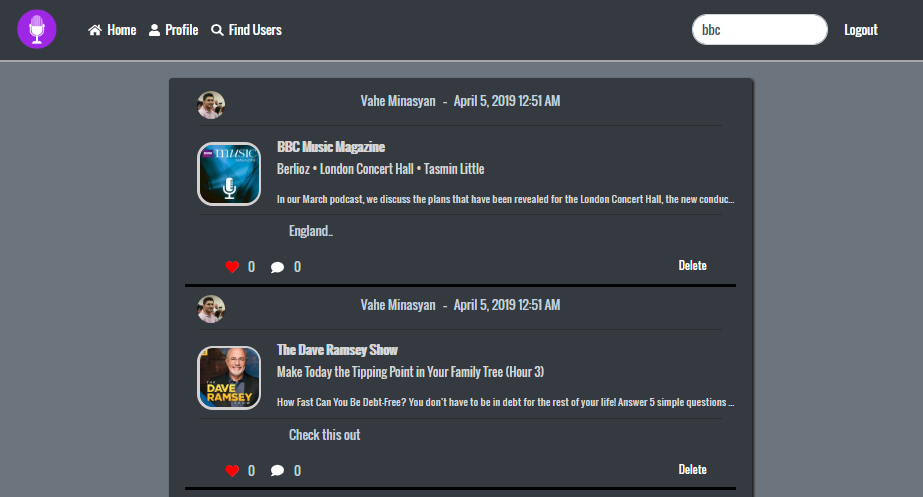 Home Profile Find Users bbc Logout
Vahe Minasyan - April 5, 2019 12:51 AM
BBC Music Magazine
BBC MUSIC
MAGAZINE
Berlioz • London Concert Hall • Tasmin Little
In our March podcast, we discuss the plans that have been revealed for the London Concert Hall, the new conduc...
England..
0 0 Delete
Vahe Minasyan - April 5, 2019 12:51 AM
The Dave Ramsey Show
THE
DAVE
RAMSEY
SHOW
Make Today the Tipping Point in Your Family Tree (Hour 3)
How Fast Can You Be Debt-Free? You don't have to be in debt for the rest of your life! Answer 5 simple questions ...
Check this out
0 0 Delete